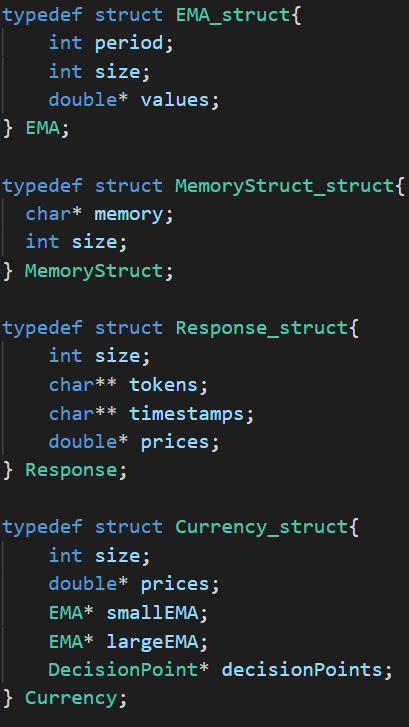 typedef struct EMA_struct{
    int period;
    int size;
    double* values;
} EMA;

typedef struct MemoryStruct_struct{
  char* memory;
  int size;
} MemoryStruct;

typedef struct Response_struct{
    int size;
    char** tokens;
    char** timestamps;
    double* prices;
} Response;

typedef struct Currency_struct{
    int size;
    double* prices;
    EMA* smallEMA;
    EMA* largeEMA;
    DecisionPoint* decisionPoints;
} Currency;